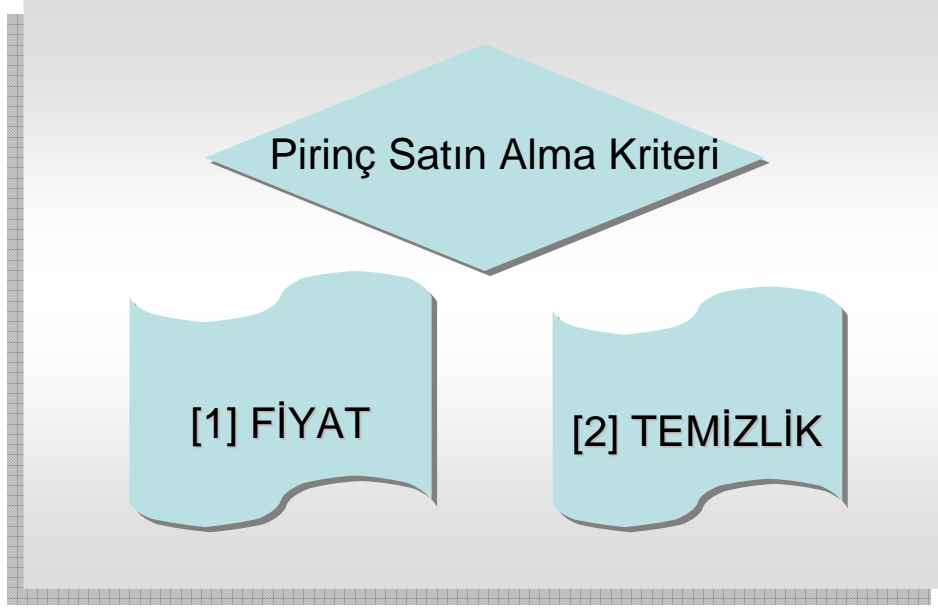 Pirinç Satın Alma Kriteri
[1] FİYAT
[2] TEMİZLİK